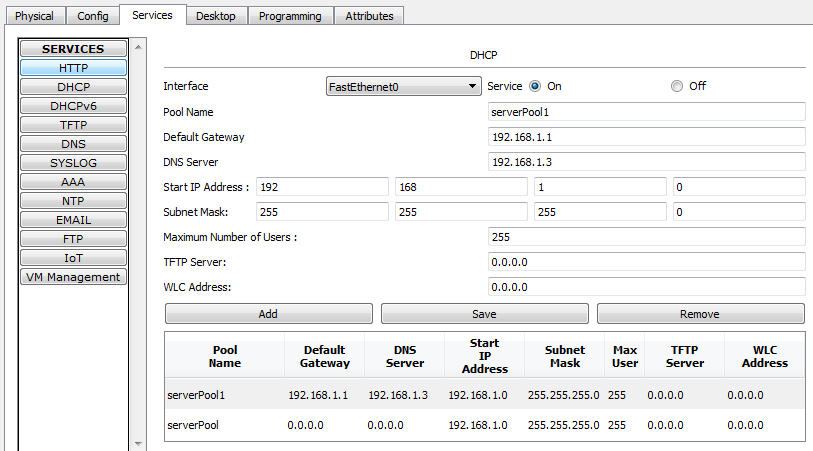 Physical Config Services Desktop Programming Attributes
SERVICES
HTTP
DHCP
DHCPv6
TFTP
DNS
SYSLOG
AAA
NTP
EMAIL
FTP
IoT
VM Management
DHCP
Interface FastEthernet0 Service On Off
Pool Name serverPool1
Default Gateway 192.168.1.1
DNS Server 192.168.1.3
Start IP Address : 192 168 1 0
Subnet Mask: 255 255 255 0
Maximum Number of Users : 255
TFTP Server: 0.0.0.0
WLC Address: 0.0.0.0
Add Save Remove
Pool Name Default Gateway DNS Server Start IP Address Subnet Mask Max User TFTP Server WLC Address
serverPool1 192.168.1.1 192.168.1.3 192.168.1.0 255.255.255.0 255 0.0.0.0 0.0.0.0
serverPool 0.0.0.0 0.0.0.0 192.168.1.0 255.255.255.0 255 0.0.0.0 0.0.0.0